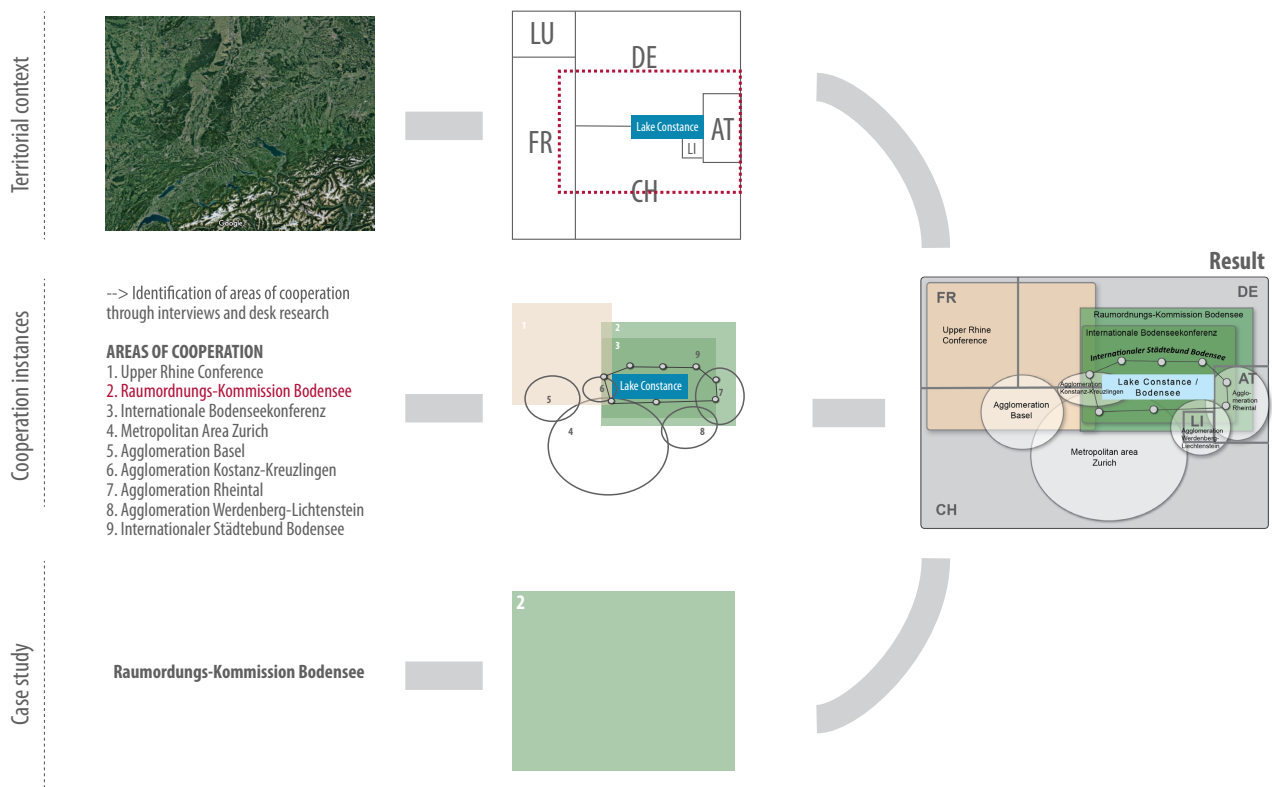 Territorial context
Google
LU
DE
FR
Lake Constance
AT
LI
CH
Cooperation instances
--> Identification of areas of cooperation
through interviews and desk research
AREAS OF COOPERATION
1. Upper Rhine Conference
2. Raumordnungs-Kommission Bodensee
3. Internationale Bodenseekonferenz
4. Metropolitan Area Zurich
5. Agglomeration Basel
6. Agglomeration Kostanz-Kreuzlingen
7. Agglomeration Rheintal
8. Agglomeration Werdenberg-Lichtenstein
9. Internationaler Städtebund Bodensee
1
2
3
9
6
Lake Constance
7
5
4
8
Result
FR
DE
Raumordnungs-Kommission Bodensee
Upper Rhine
Conference
Internationale Bodenseekonferenz
Internationaler Städtebund Bodensee
Agglomeration
Konstanz-Kreuzlingen
Lake Constance /
Bodensee
AT
Agglo-
meration
Rheintal
Agglomeration
Basel
LI
Agglomeration
Werdenberg-
Liechtenstein
Metropolitan area
Zurich
CH
Case study
Raumordungs-Kommission Bodensee
2